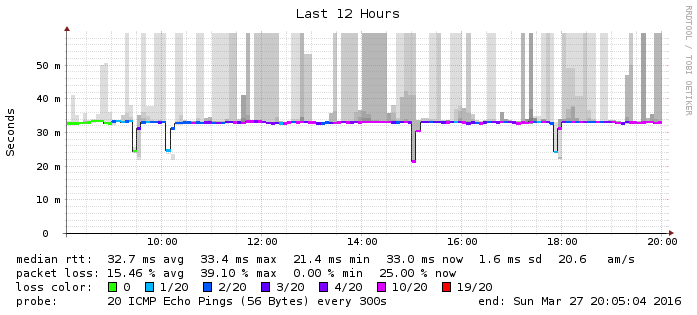 Last 12 Hours
RRDTOOL / TOBI OETIKER
Seconds
50 m
40 m
30 m
20 m
10 m
0
10:00 12:00 14:00 16:00 18:00 20:00
median rtt: 32.7 ms avg 33.4 ms max 21.4 ms min 33.0 ms now 1.6 ms sd 20.6 am/s
packet loss: 15.46 % avg 39.10 % max 0.00 % min 25.00 % now
loss color: 0 1/20 2/20 3/20 4/20 10/20 19/20
probe: 20 ICMP Echo Pings (56 Bytes) every 300s end: Sun Mar 27 20:05:04 2016